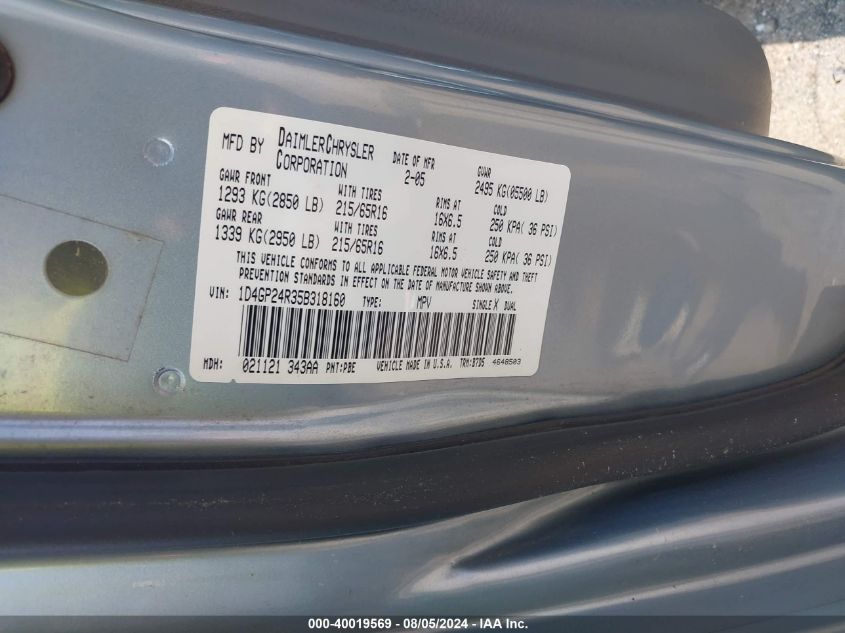 MFD BY DAIMLERCHRYSLER CORPORATION DATE OF MFR 2-05 GVWR 2495 KG(05500 LB)
GAWR FRONT WITH TIRES RIMS AT COLD
1293 KG(2850 LB) 215/65R16 16X6.5 250 KPA( 36 PSI)
GAWR REAR WITH TIRES RIMS AT COLD
1339 KG(2950 LB) 215/65R16 16X6.5 250 KPA( 36 PSI)
THIS VEHICLE CONFORMS TO ALL APPLICABLE FEDERAL MOTOR VEHICLE SAFETY AND THEFT
PREVENTION STANDARDS IN EFFECT ON THE DATE OF MANUFACTURE SHOWN ABOVE.
VIN: 1D4GP24R35B318160 TYPE: MPV SINGLE X DUAL
MDH: 021121 343AA PNT:PBE VEHICLE MADE IN U.S.A. TRM:B7D5 4648503
000-40019569 - 08/05/2024 - IAA Inc.